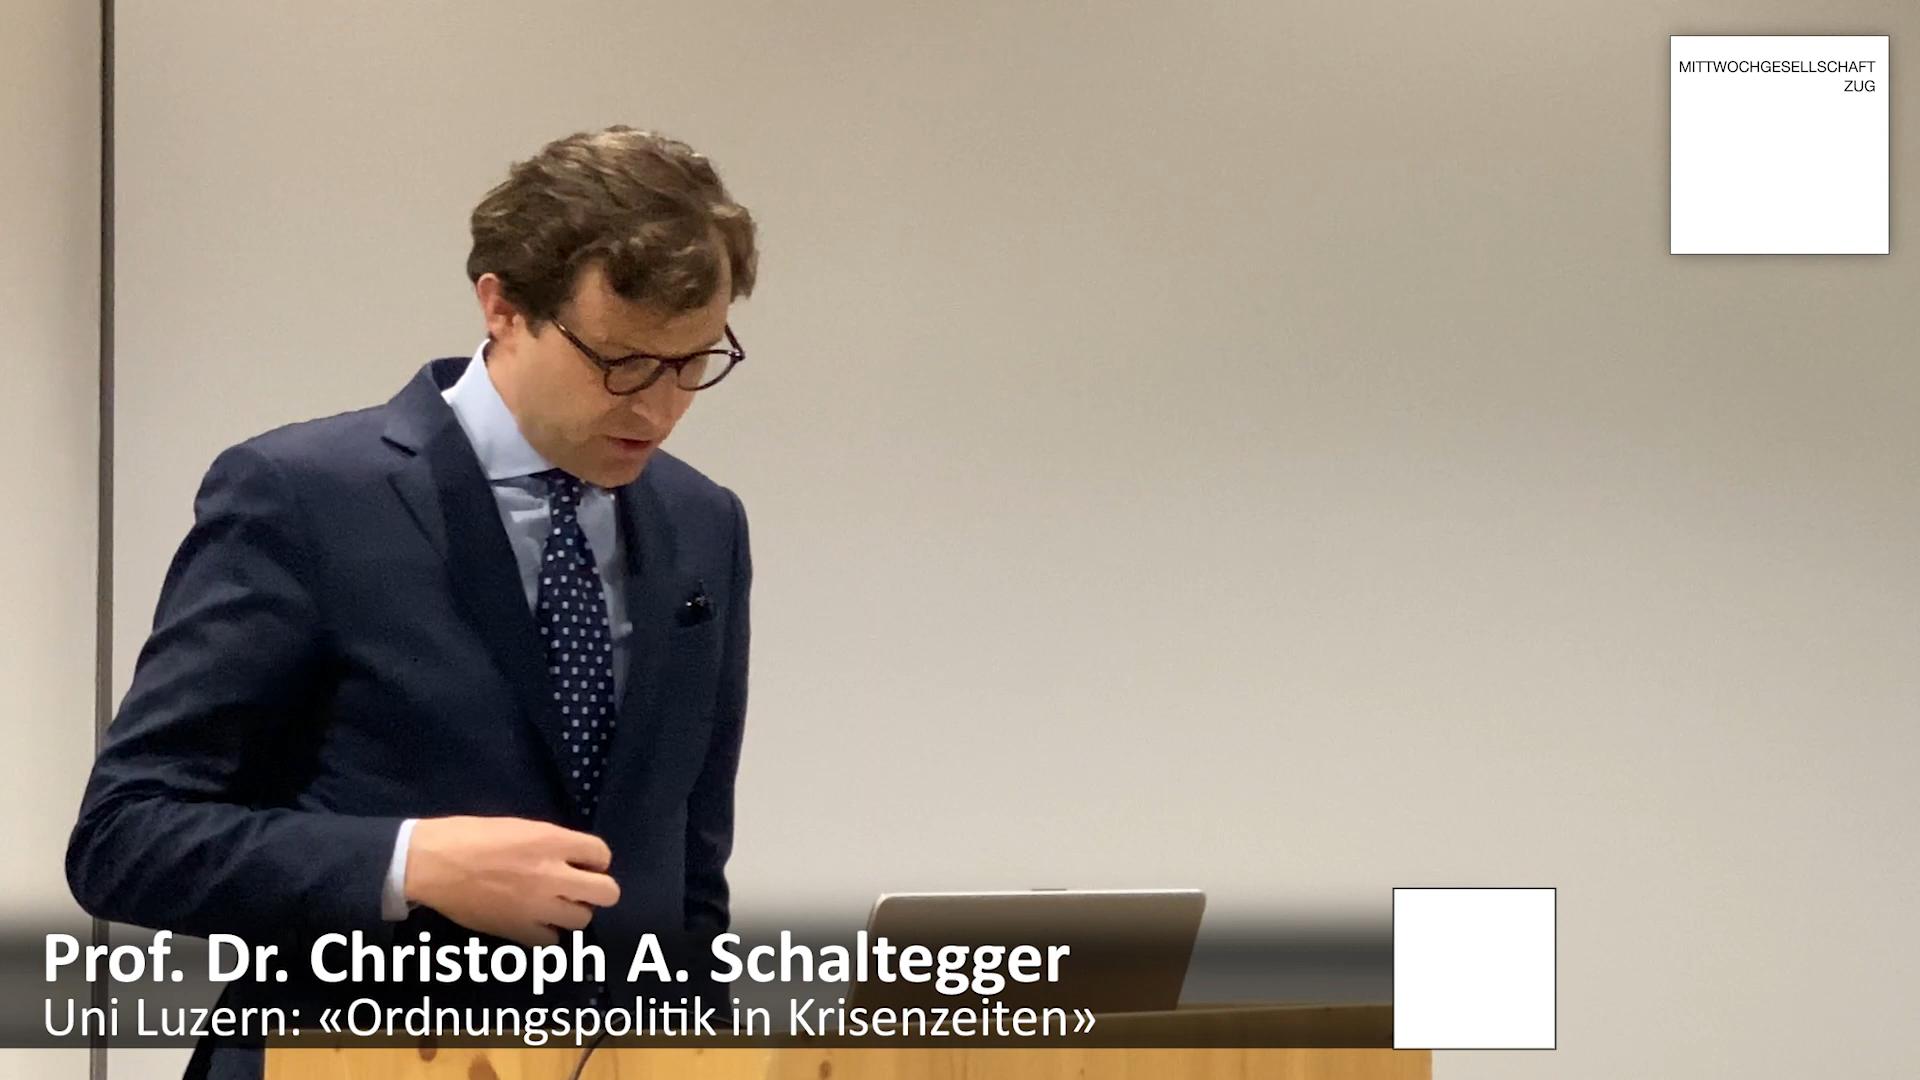 MITTWOCHGESELLSCHAFT
ZUG
Prof. Dr. Christoph A. Schaltegger
Uni Luzern: «Ordnungspolitik in Krisenzeiten»